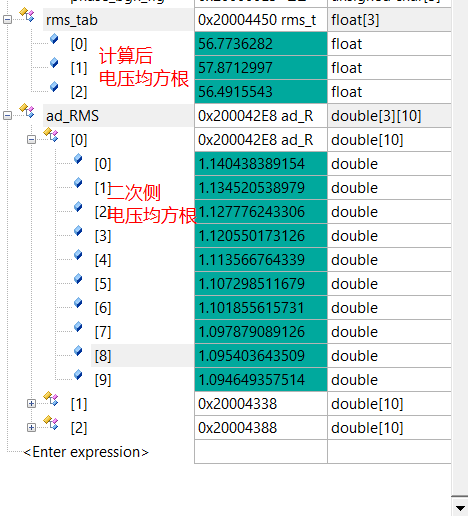 rms_tab 0x20004450 rms_t float[3]
[0] 56.7736282 float
[1] 57.8712997 float
[2] 56.4915543 float
计算后
电压均方根
ad_RMS 0x200042E8 ad_R double[3][10]
[0] 0x200042E8 ad_R double[10]
[0] 1.140438389154 double
[1] 1.134520538979 double
[2] 1.127776243306 double
二次侧
电压均方根
[3] 1.120550173126 double
[4] 1.113566764339 double
[5] 1.107298511679 double
[6] 1.101855615731 double
[7] 1.097879089126 double
[8] 1.095403643509 double
[9] 1.094649357514 double
[1] 0x20004338 double[10]
[2] 0x20004388 double[10]
<Enter expression>